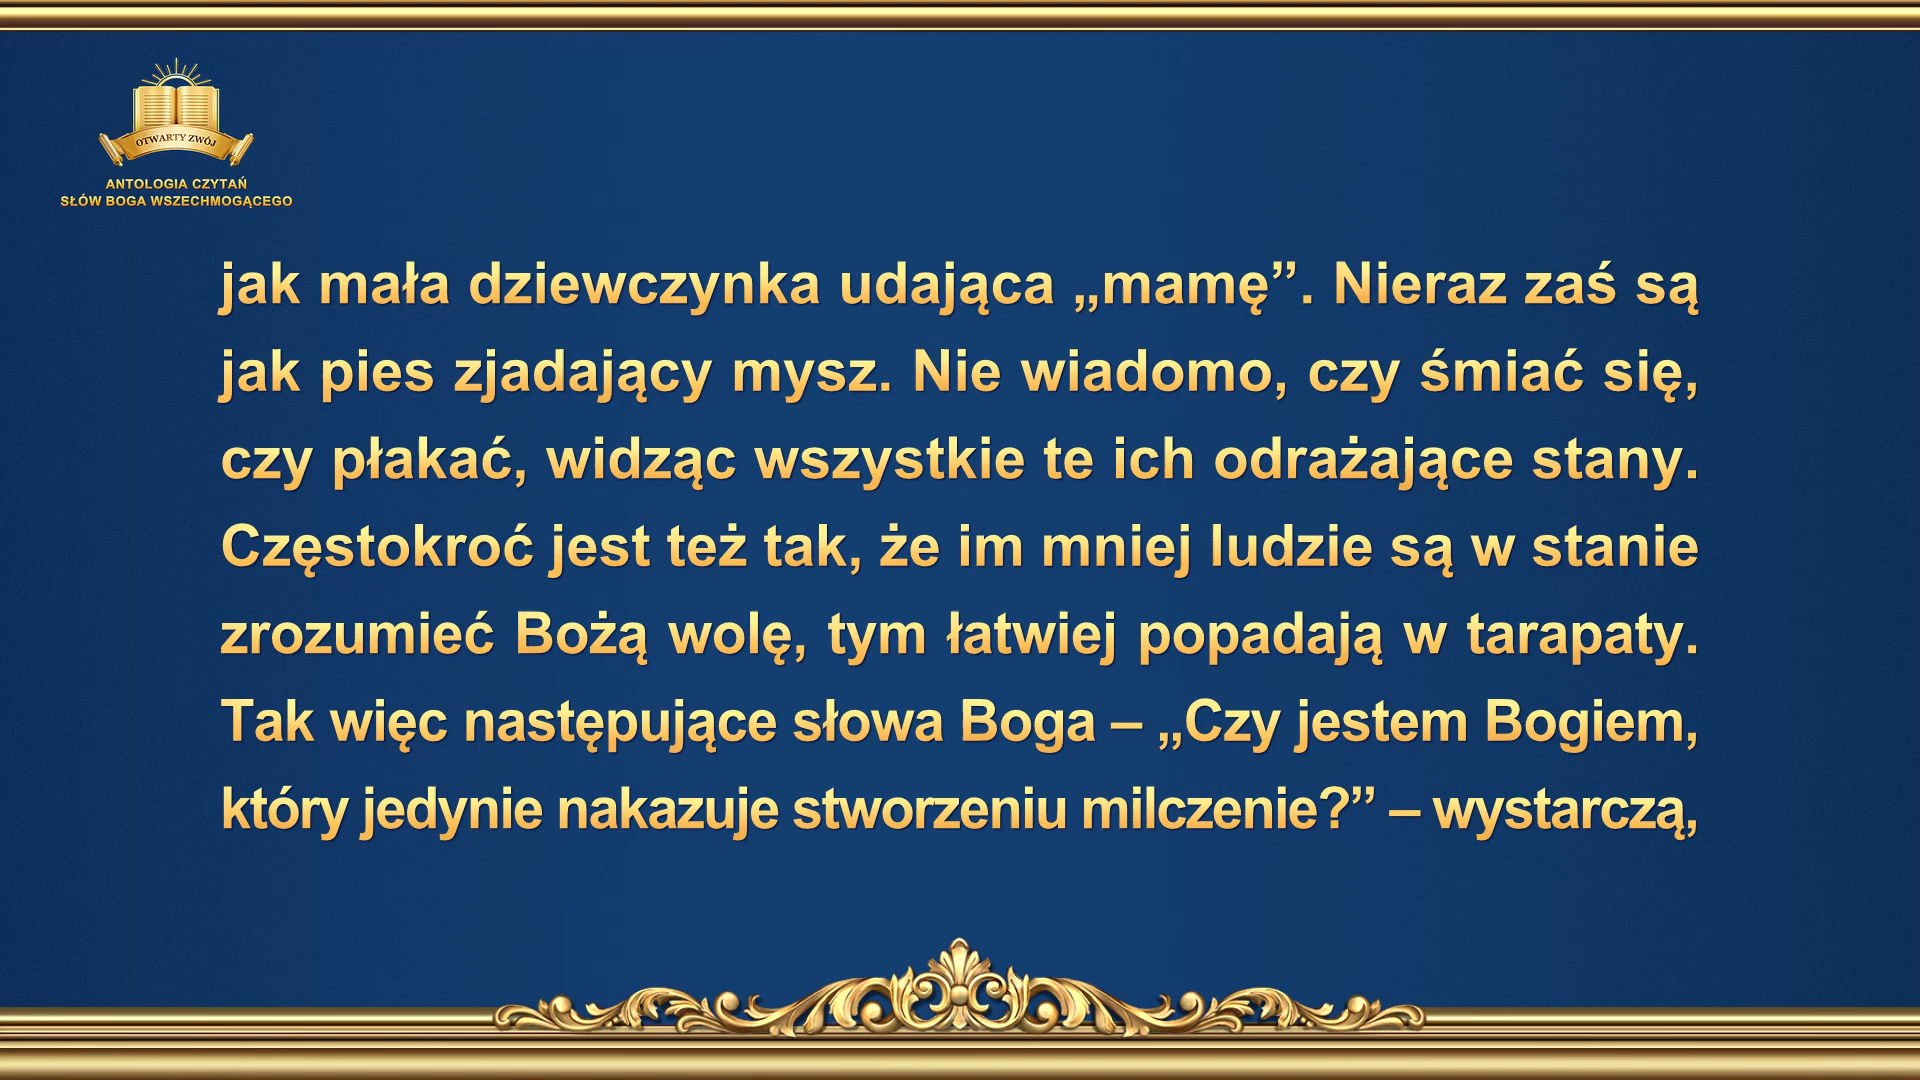 OTWARTY ZWÓJ
ANTOLOGIA CZYTAŃ
SŁÓW BOGA WSZECHMOGĄCEGO
jak mała dziewczynka udająca „mamę”. Nieraz zaś są
jak pies zjadający mysz. Nie wiadomo, czy śmiać się,
czy płakać, widząc wszystkie te ich odrażające stany.
Częstokroć jest też tak, że im mniej ludzie są w stanie
zrozumieć Bożą wolę, tym łatwiej popadają w tarapaty.
Tak więc następujące słowa Boga – „Czy jestem Bogiem,
który jedynie nakazuje stworzeniu milczenie?” – wystarczą,